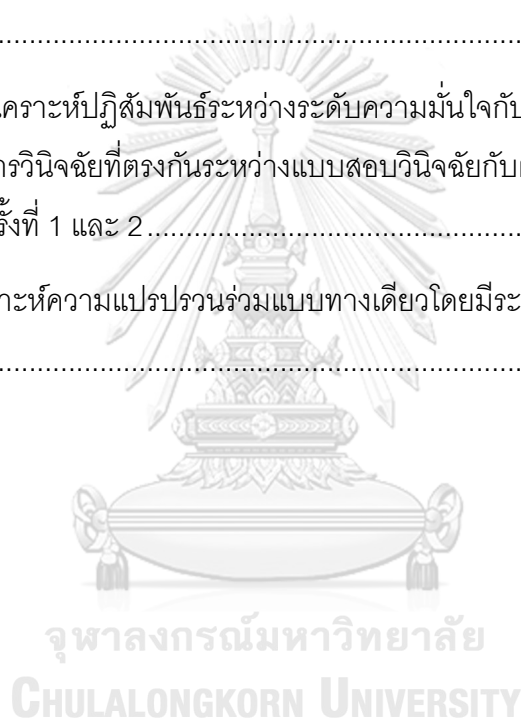 .....................................................................
เคราะห์ปฏิสัมพันธ์ระหว่างระดับความมั่นใจกับ
ารวินิจฉัยที่ตรงกันระหว่างแบบสอบวินิจฉัยกับ
รั้งที่ 1 และ 2..................................................
าะห์ความแปรปรวนร่วมแบบทางเดียวโดยมีระ
.....................................................................
จุฬาลงกรณ์มหาวิทยาลัย
CHULALONGKORN UNIVERSITY